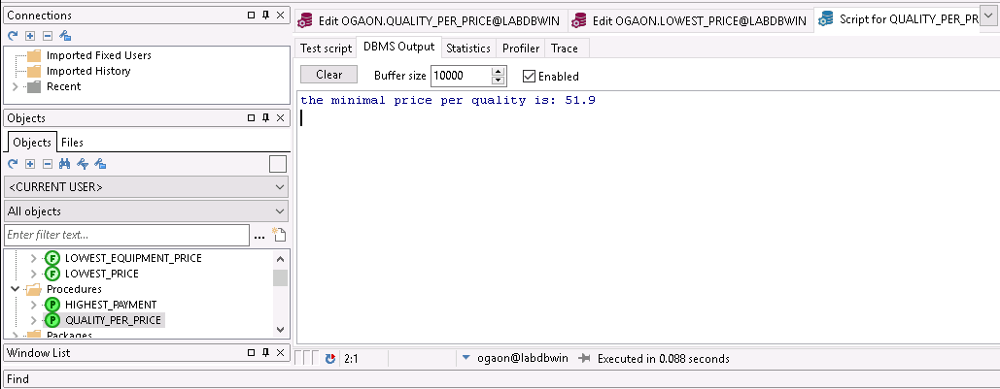 Connections
Imported Fixed Users
Imported History
Recent
Objects
Objects Files
<CURRENT USER>
All objects
Enter filter text...
LOWEST_EQUIPMENT_PRICE
LOWEST_PRICE
Procedures
HIGHEST_PAYMENT
QUALITY_PER_PRICE
Packages
Window List
Find
Edit OGAON.QUALITY_PER_PRICE@LABDBWIN Edit OGAON.LOWEST_PRICE@LABDBWIN Script for QUALITY_PER_PR
Test script DBMS Output Statistics Profiler Trace
Clear Buffer size 10000 Enabled
the minimal price per quality is: 51.9
2:1 ogaon@labdbwin Executed in 0.088 seconds